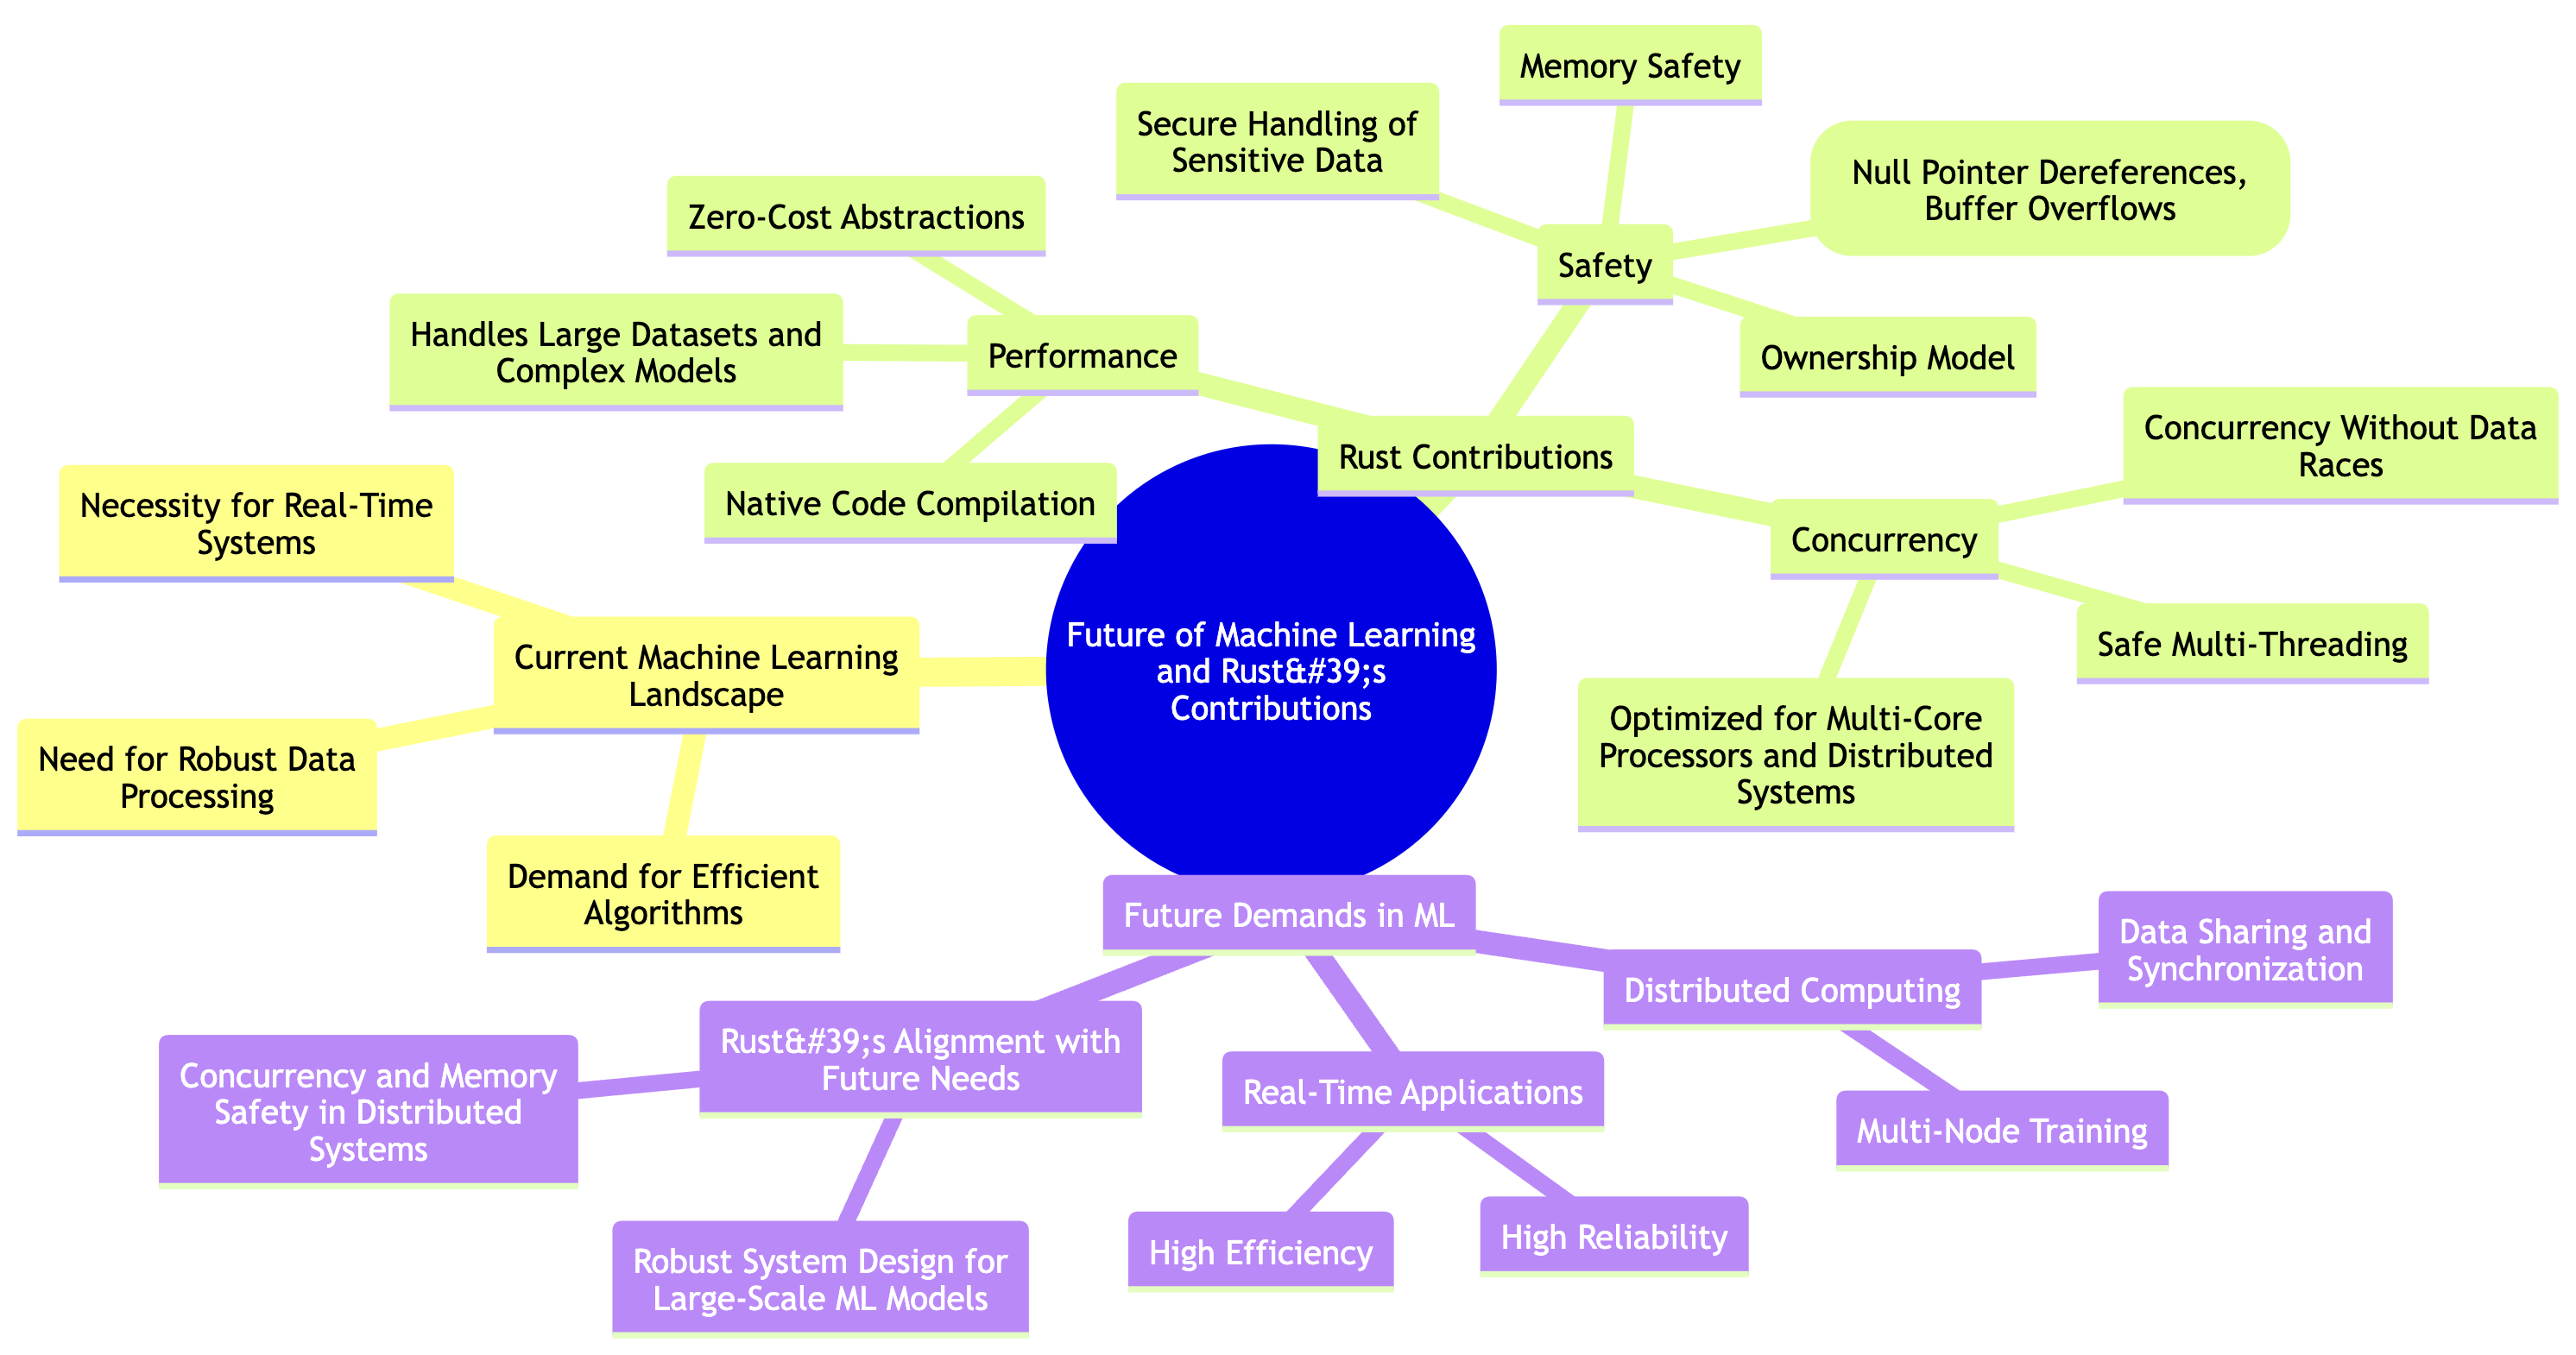 Memory Safety
Secure Handling of
Sensitive Data
Null Pointer Dereferences,
Buffer Overflows
Zero-Cost Abstractions
Safety
Handles Large Datasets and
Complex Models
Performance
Ownership Model
Rust Contributions
Concurrency Without Data
Races
Native Code Compilation
Necessity for Real-Time
Systems
Concurrency
Future of Machine Learning
and Rust&#39;s
Contributions
Current Machine Learning
Landscape
Safe Multi-Threading
Optimized for Multi-Core
Processors and Distributed
Systems
Need for Robust Data
Processing
Demand for Efficient
Algorithms
Future Demands in ML
Data Sharing and
Synchronization
Distributed Computing
Rust&#39;s Alignment with
Future Needs
Concurrency and Memory
Safety in Distributed
Systems
Real-Time Applications
Multi-Node Training
High Efficiency
High Reliability
Robust System Design for
Large-Scale ML Models